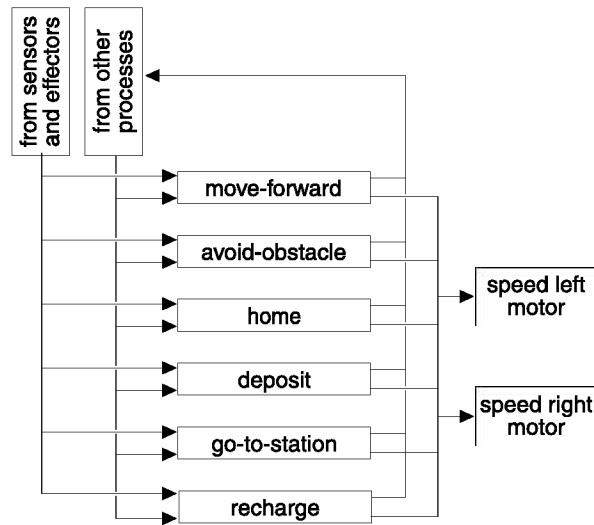 from sensors
and effectors
from other
processes
move-forward
avoid-obstacle
home
deposit
go-to-station
recharge
speed left
motor
speed right
motor